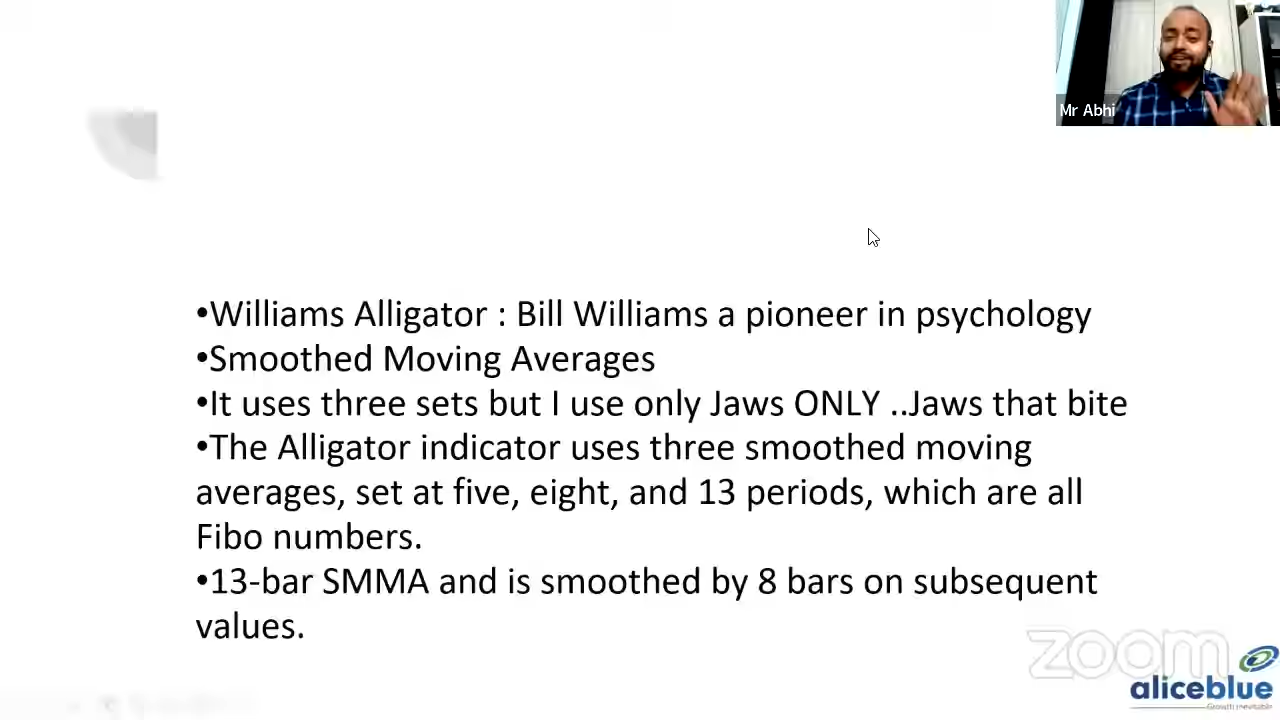 Mr Abhi
•Williams Alligator : Bill Williams a pioneer in psychology
•Smoothed Moving Averages
•It uses three sets but I use only Jaws ONLY ..Jaws that bite
•The Alligator indicator uses three smoothed moving
averages, set at five, eight, and 13 periods, which are all
Fibo numbers.
•13-bar SMMA and is smoothed by 8 bars on subsequent
values.
zoom
aliceblue
Growth Inevitable